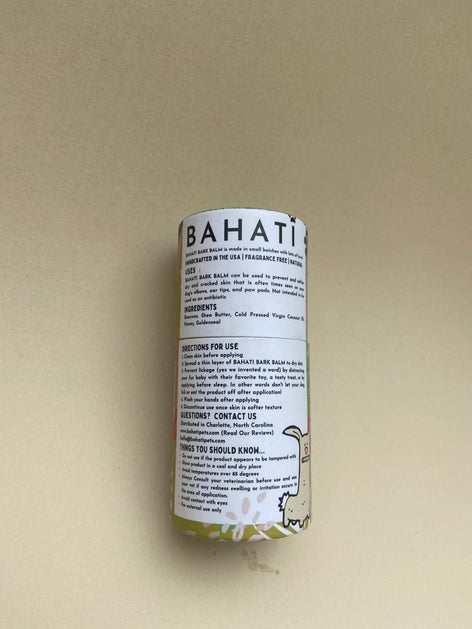 BAHATI
BAHATI BARK BALM is made in small batches with lots of love!
HANDCRAFTED IN THE USA | FRAGRANCE FREE | NATURAL
USES
BAHATI BARK BALM can be used to prevent and soften
dry and cracked skin that is often times seen on your
dog's elbows, ear tips, and paw pads. Not intended to be
used as an antibiotic
INGREDIENTS
Beeswax, Shea Butter, Cold Pressed Virgin Coconut Oil
Honey, Goldenseal
DIRECTIONS FOR USE
1. Clean skin before applying
2. Spread a thin layer of BAHATI BARK BALM to dry skin
3. Prevent lickage (yes we invented a word) by distracting
your fur baby with their favorite toy, a tasty treat, or try
applying before sleep. In other words don't let your dog
lick or eat the product off after application!
4. Wash your hands after applying
5. Discontinue use once skin is softer texture
QUESTIONS? CONTACT US
Distributed in Charlotte, North Carolina
www.bahatipets.com (Read Our Reviews)
hello@bahatipets.com
THINGS YOU SHOULD KNOW...
• Do not use if the product appears to be tampered with
• Store product in a cool and dry place
• Avoid temperatures over 85 degrees
• always Consult your veterinarian before use and see
your vet if any redness swelling or irritation occurs in
the area of application.
• Avoid contact with eyes
• For external use only